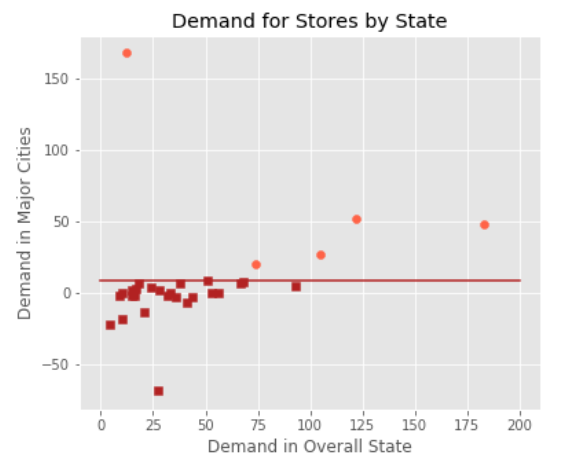 Demand for Stores by State
150
100
50
0
−50
Demand in Major Cities
0 25 50 75 100 125 150 175 200
Demand in Overall State